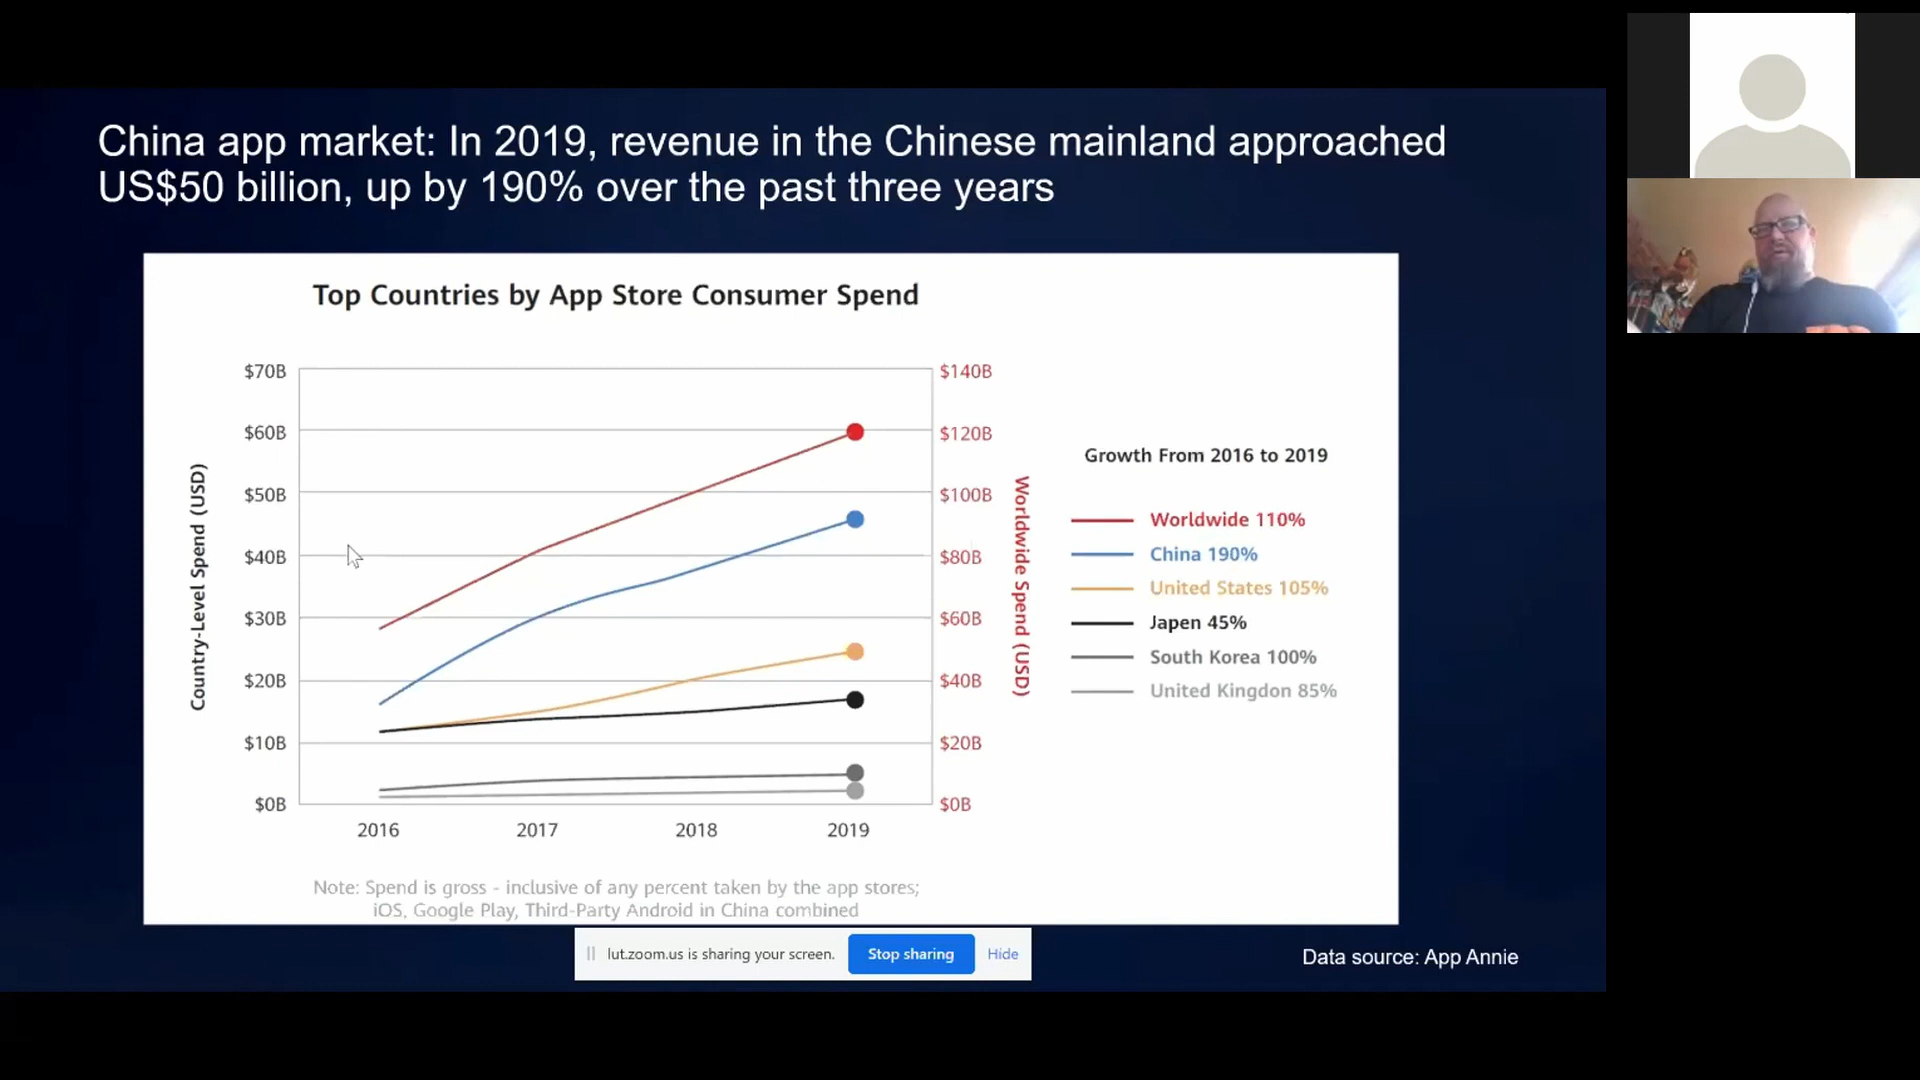 China app market: In 2019, revenue in the Chinese mainland approached
US$50 billion, up by 190% over the past three years
Top Countries by App Store Consumer Spend
$70B
$60B
$50B
$40B
$30B
$20B
$10B
$0B
Country-Level Spend (USD)
$140B
$120B
$100B
$80B
$60B
$40B
$20B
$0B
Worldwide Spend (USD)
2016 2017 2018 2019
Growth From 2016 to 2019
Worldwide 110%
China 190%
United States 105%
Japen 45%
South Korea 100%
United Kingdon 85%
Note: Spend is gross - inclusive of any percent taken by the app stores;
iOS, Google Play, Third-Party Android in China combined
lut.zoom.us is sharing your screen. Stop sharing Hide
Data source: App Annie